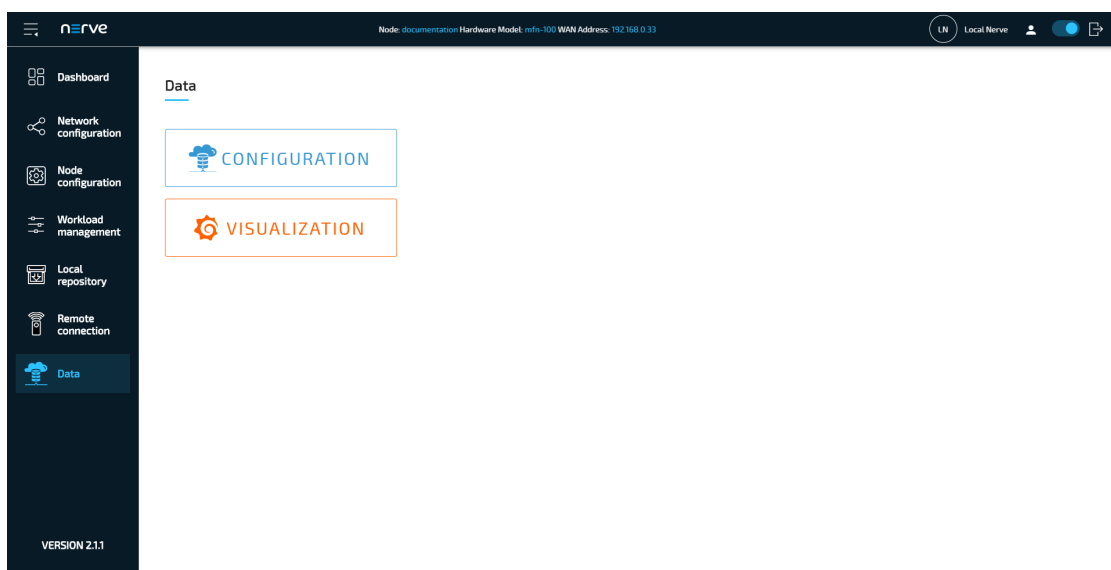 nerve
Node: documentation Hardware Model: mfn-100 WAN Address: 192.168.0.33
LN Local Nerve
Dashboard
Network
configuration
Node
configuration
Workload
management
Local
repository
Remote
connection
Data
VERSION 2.1.1
Data
CONFIGURATION
VISUALIZATION